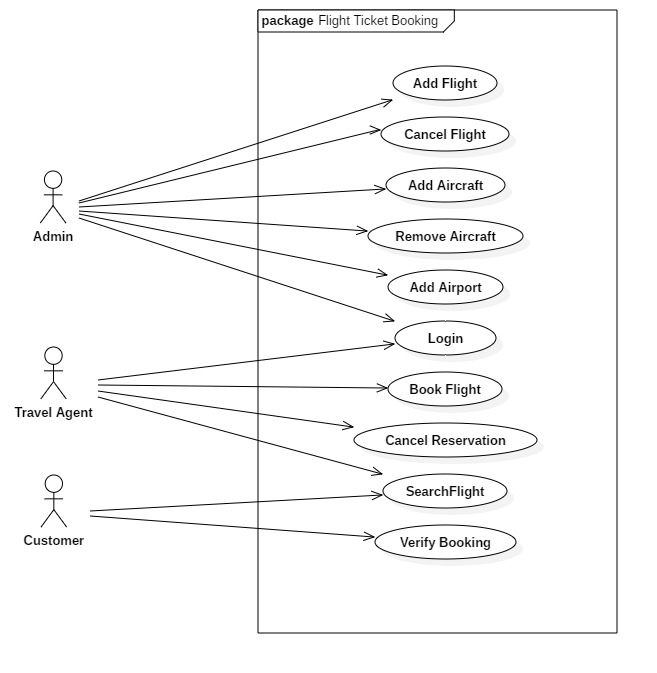 package Flight Ticket Booking
Add Flight
Cancel Flight
Add Aircraft
Admin
Remove Aircraft
Add Airport
Login
Book Flight
Travel Agent
Cancel Reservation
SearchFlight
Customer
Verify Booking